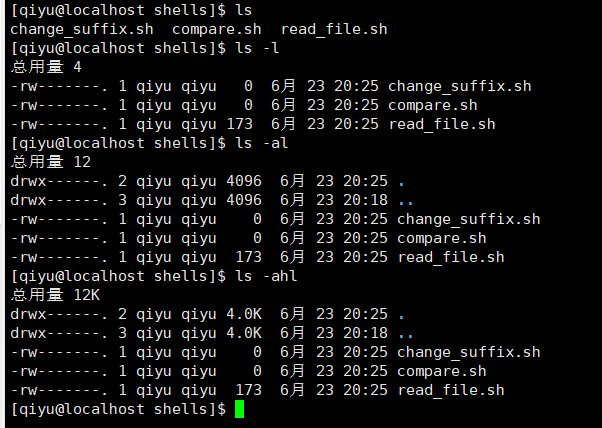 [qiyu@localhost shells]$ ls
change_suffix.sh  compare.sh  read_file.sh
[qiyu@localhost shells]$ ls -l
总用量 4
-rw-------. 1 qiyu qiyu   0  6月 23 20:25 change_suffix.sh
-rw-------. 1 qiyu qiyu   0  6月 23 20:25 compare.sh
-rw-------. 1 qiyu qiyu 173  6月 23 20:25 read_file.sh
[qiyu@localhost shells]$ ls -al
总用量 12
drwx------. 2 qiyu qiyu 4096  6月 23 20:25 .
drwx------. 3 qiyu qiyu 4096  6月 23 20:18 ..
-rw-------. 1 qiyu qiyu    0  6月 23 20:25 change_suffix.sh
-rw-------. 1 qiyu qiyu    0  6月 23 20:25 compare.sh
-rw-------. 1 qiyu qiyu  173  6月 23 20:25 read_file.sh
[qiyu@localhost shells]$ ls -ahl
总用量 12K
drwx------. 2 qiyu qiyu 4.0K  6月 23 20:25 .
drwx------. 3 qiyu qiyu 4.0K  6月 23 20:18 ..
-rw-------. 1 qiyu qiyu    0  6月 23 20:25 change_suffix.sh
-rw-------. 1 qiyu qiyu    0  6月 23 20:25 compare.sh
-rw-------. 1 qiyu qiyu  173  6月 23 20:25 read_file.sh
[qiyu@localhost shells]$